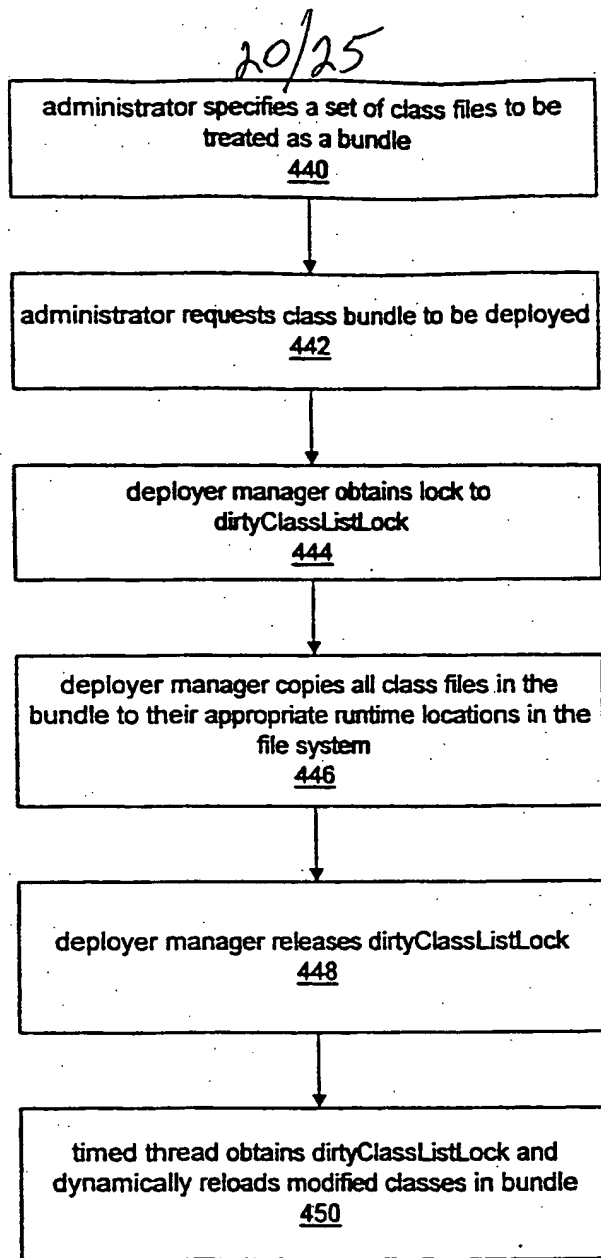 20/25
administrator specifies a set of class files to be
treated as a bundle
440
administrator requests class bundle to be deployed
442
deployer manager obtains lock to
dirtyClassListLock
444
deployer manager copies all class files in the
bundle to their appropriate runtime locations in the
file system
446
deployer manager releases dirtyClassListLock
448
timed thread obtains dirtyClassListLock and
dynamically reloads modified classes in bundle
450